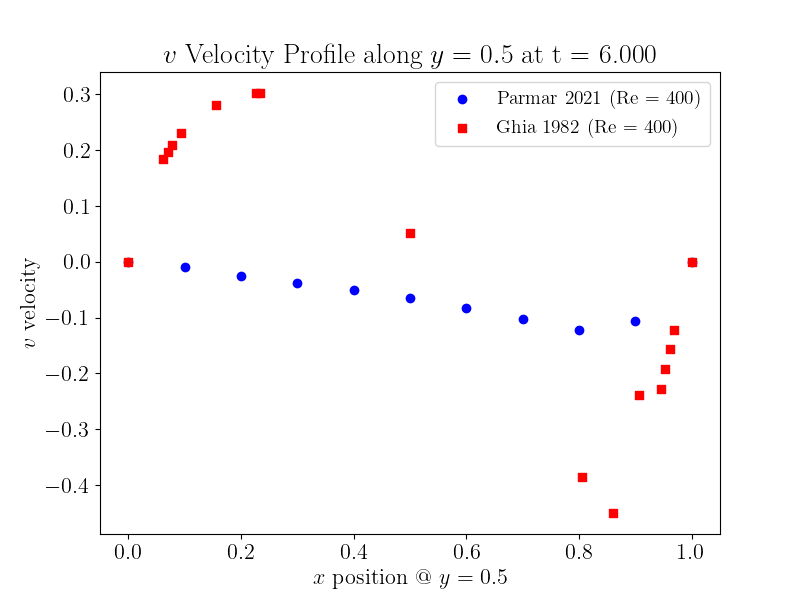 v Velocity Profile along y = 0.5 at t = 6.000
Parmar 2021 (Re = 400)
Ghia 1982 (Re = 400)
v velocity
0.3
0.2
0.1
0.0
−0.1
−0.2
−0.3
−0.4
0.0 0.2 0.4 0.6 0.8 1.0
x position @ y = 0.5